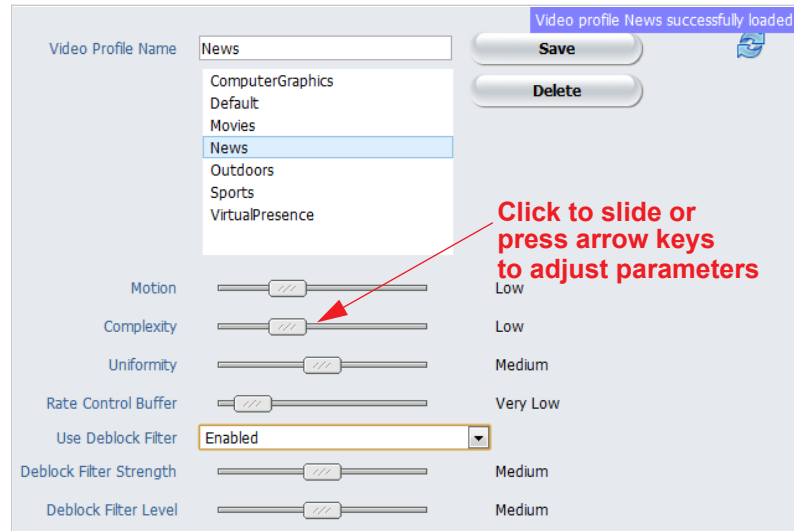 Video profile News successfully loaded
Video Profile Name News Save
ComputerGraphics
Default
Movies
News
Outdoors
Sports
VirtualPresence
Delete
Click to slide or
press arrow keys
to adjust parameters
Motion Low
Complexity Low
Uniformity Medium
Rate Control Buffer Very Low
Use Deblock Filter Enabled
Deblock Filter Strength Medium
Deblock Filter Level Medium